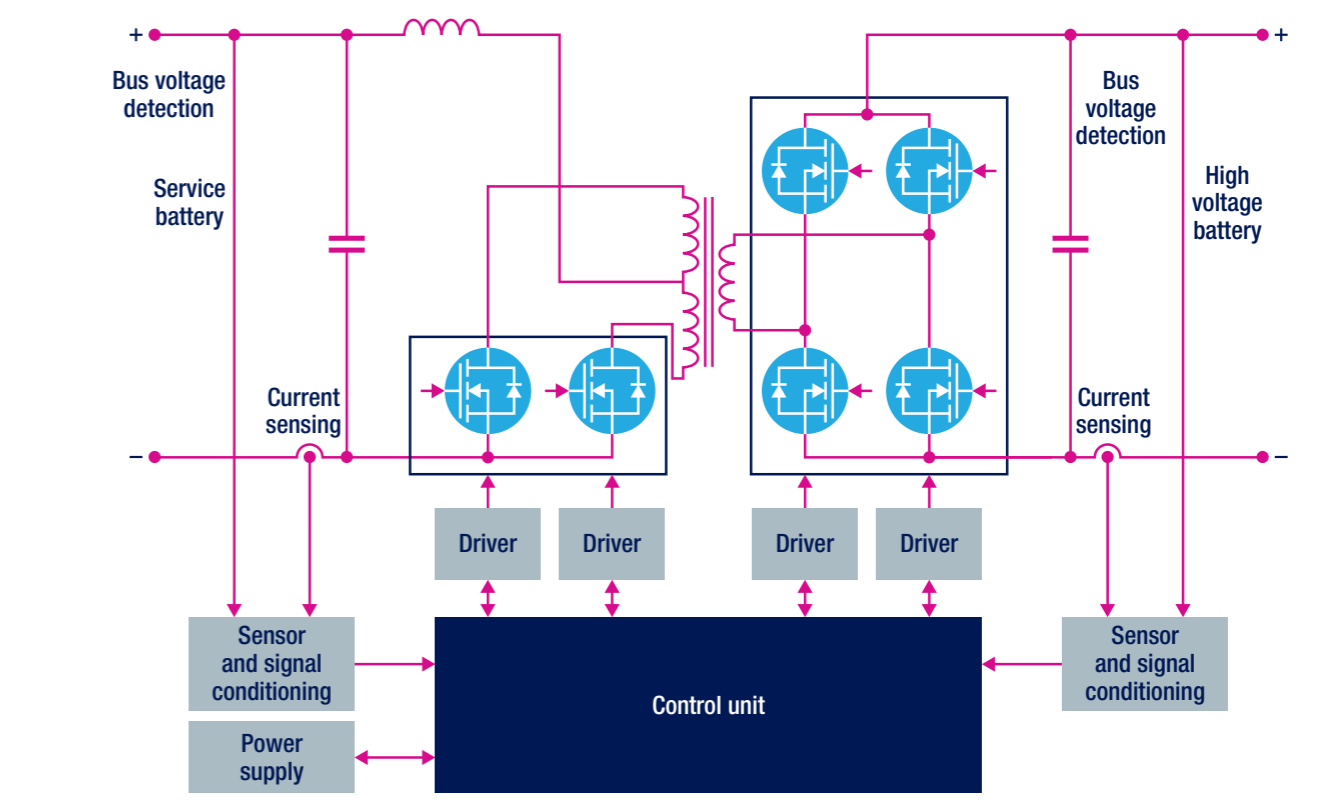 +
+
Bus voltage
detection
Bus
voltage
detection
Service
battery
High
voltage
battery
Current
sensing
Current
sensing
–
–
Driver
Driver
Driver
Driver
Sensor
and signal
conditioning
Control unit
Sensor
and signal
conditioning
Power
supply